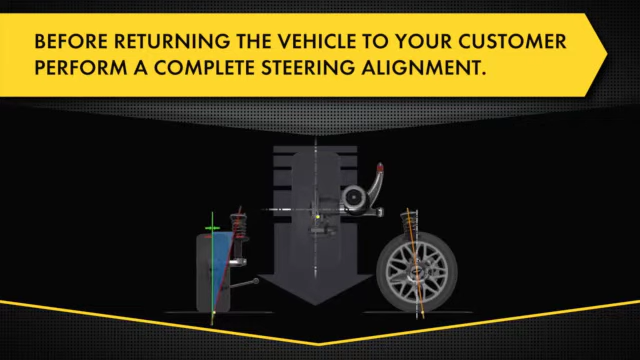 BEFORE RETURNING THE VEHICLE TO YOUR CUSTOMER
PERFORM A COMPLETE STEERING ALIGNMENT.